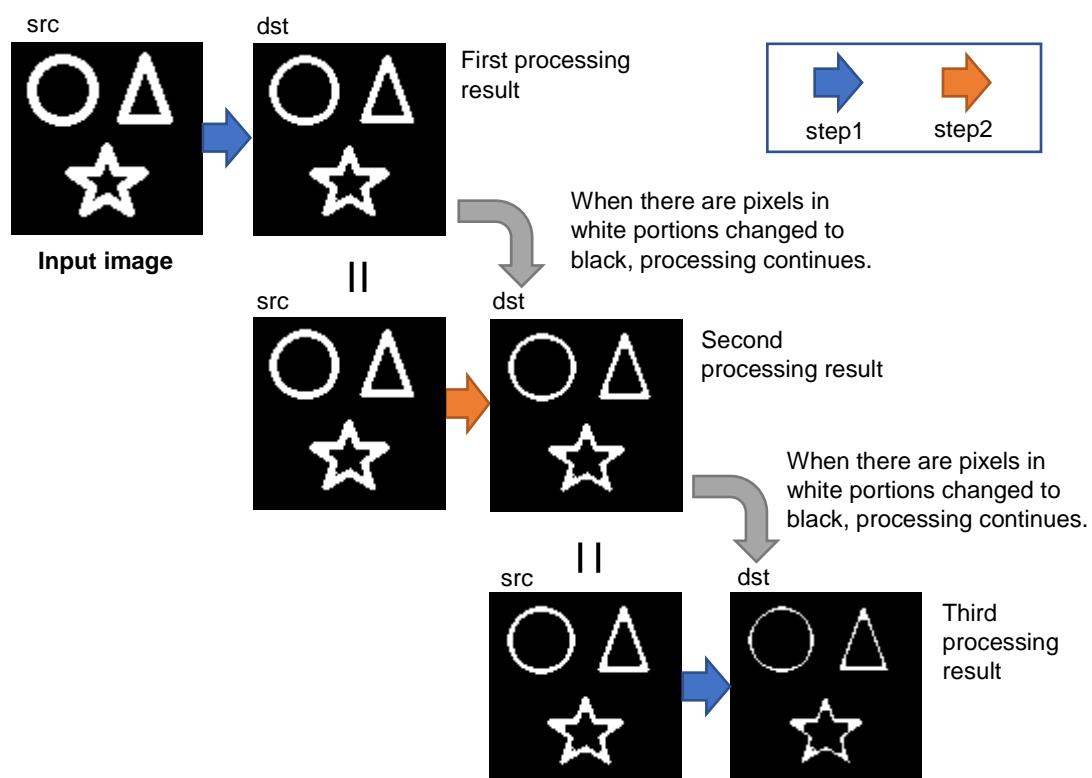 src
dst
First processing
result
step1
step2
Input image
When there are pixels in
white portions changed to
black, processing continues.
src
dst
Second
processing result
When there are pixels in
white portions changed to
black, processing continues.
src
dst
Third
processing
result